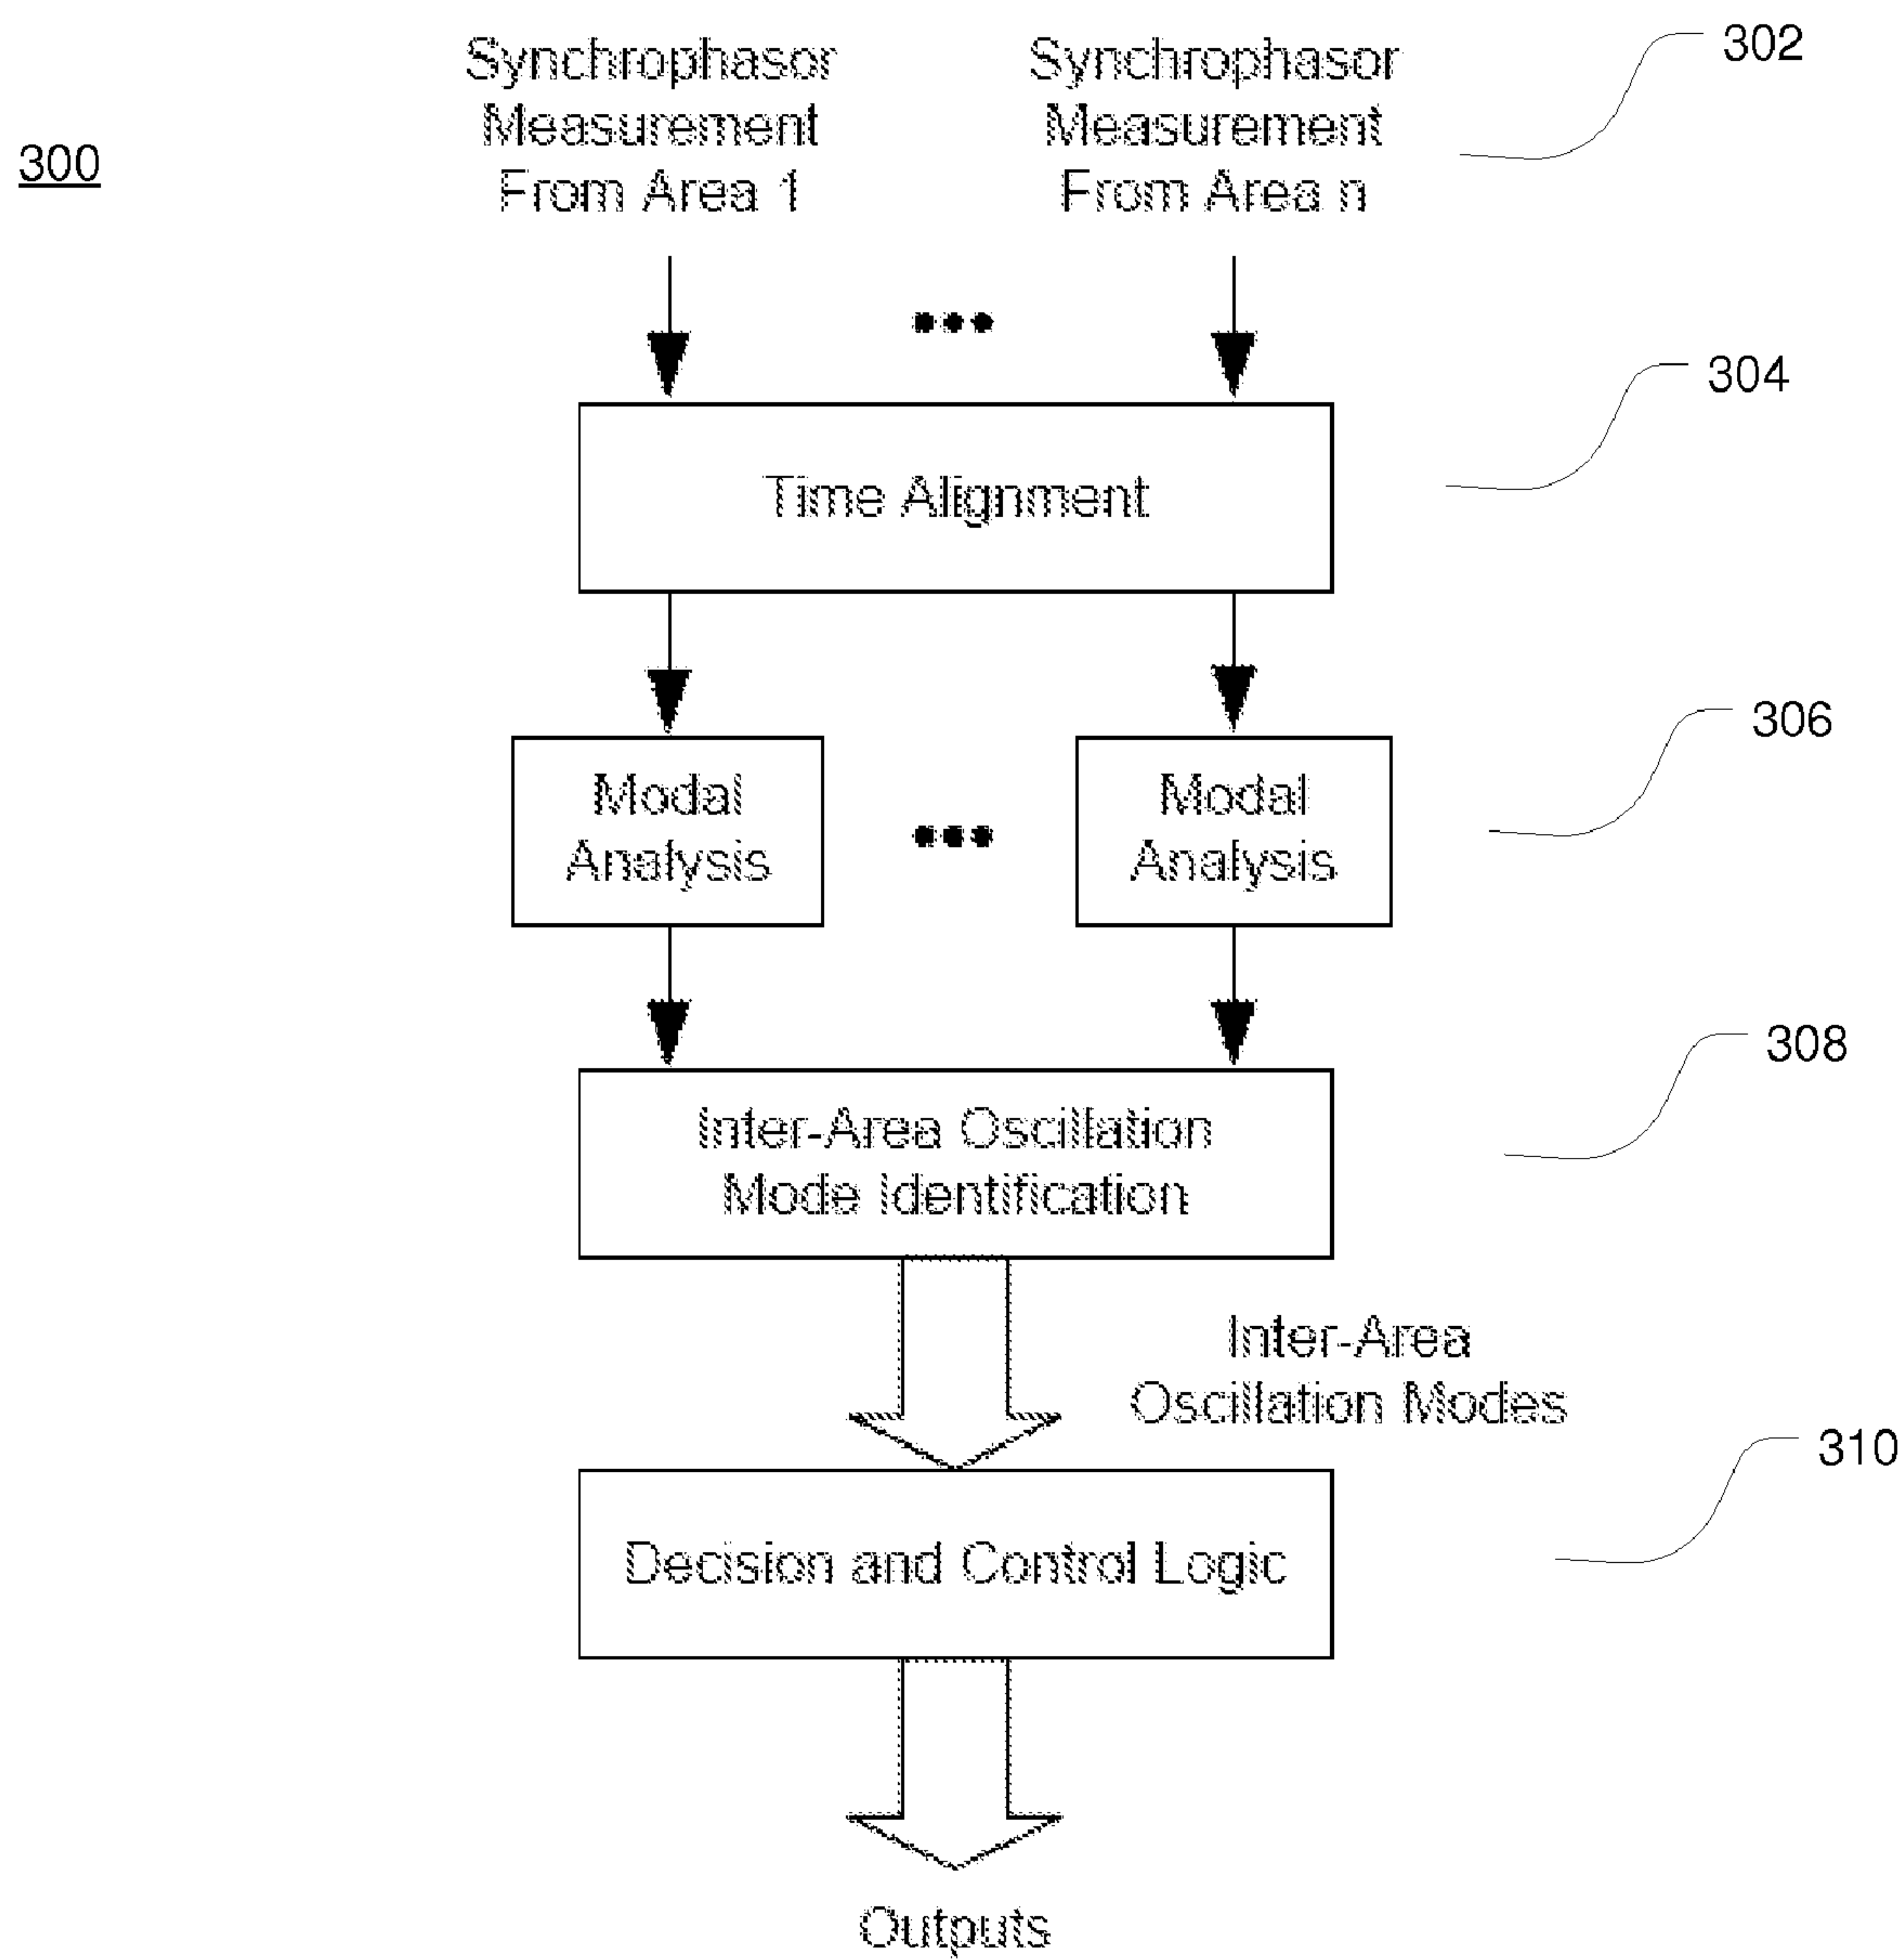 300
Synchrophasor
Measurement
From Area 1
Synchrophasor
Measurement
From Area n
302
304
Time Alignment
306
Modal
Analysis
Modal
Analysis
308
Inter-Area Oscillation
Mode Identification
Inter-Area
Oscillation Modes
310
Decision and Control Logic
Outputs